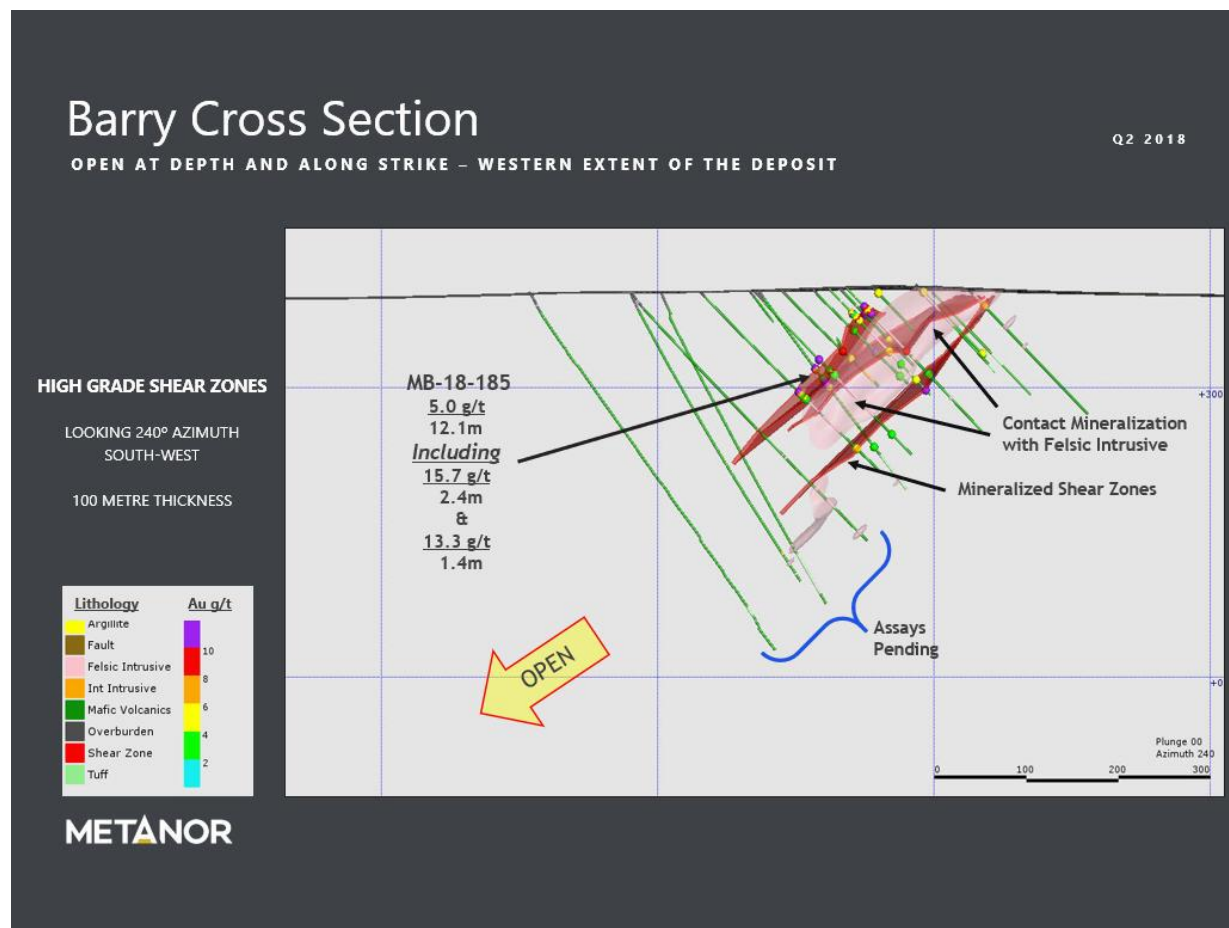 Barry Cross Section
Q2 2018
OPEN AT DEPTH AND ALONG STRIKE – WESTERN EXTENT OF THE DEPOSIT
HIGH GRADE SHEAR ZONES
LOOKING 240º AZIMUTH
SOUTH-WEST
100 METRE THICKNESS
MB-18-185
5.0 g/t
12.1m
Including
15.7 g/t
2.4m
&
13.3 g/t
1.4m
+300
Contact Mineralization
with Felsic Intrusive
Mineralized Shear Zones
Assays
Pending
OPEN
+0
Plunge 00
Azimuth 240
0 100 200 300
Lithology
Argillite
Fault
Felsic Intrusive
Int Intrusive
Mafic Volcanics
Overburden
Shear Zone
Tuff
Au g/t
10
8
6
4
2
METANOR